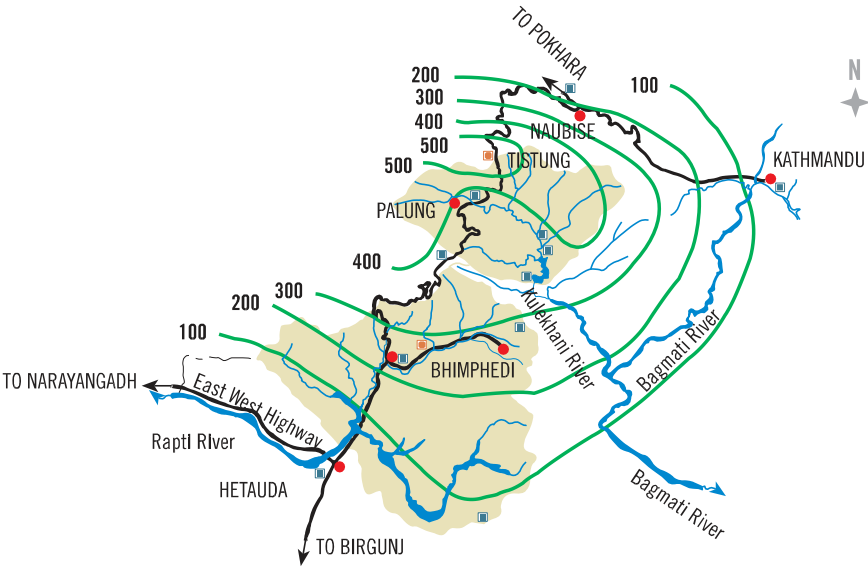 TO POKHARA
N
200
100
300
400
NAUBISE
500
TISTUNG
KATHMANDU
500
PALUNG
400
300
200
100
Kulekhani River
Bagmati River
BHIMPHEDI
TO NARAYANGADH
East West Highway
Rapti RIver
HETAUDA
Bagmati River
TO BIRGUNJ